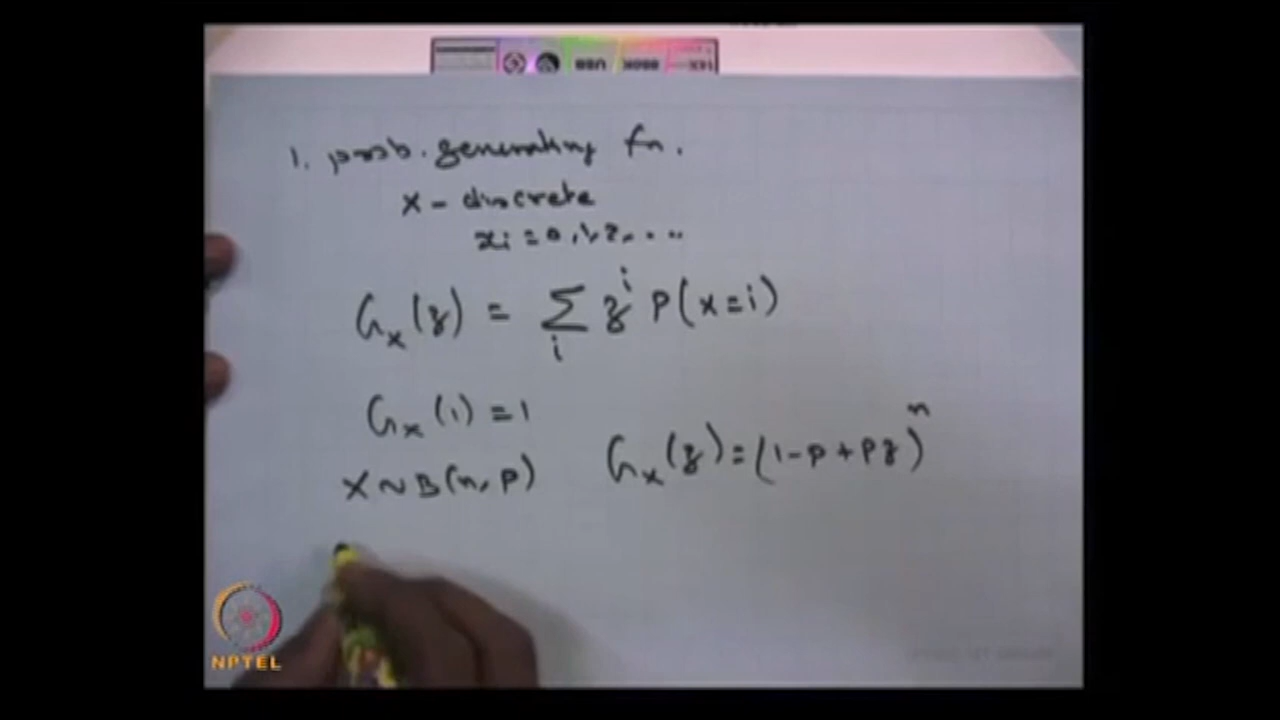 1. prob. generating fn.
X - discrete
xi = 0, 1, 2, ...
G_X(z) = Σ_i z^i P(X=i)
G_X(1) = 1
X ~ B(n, p) G_X(z) = (1-p+pz)^n
NPTEL